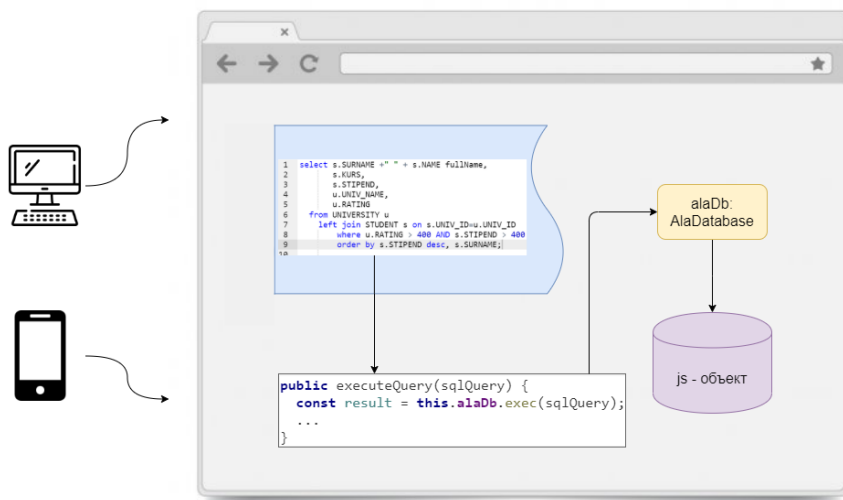 1 select s.SURNAME +" " + s.NAME fullName,
2 s.KURS,
3 s.STIPEND,
4 u.UNIV_NAME,
5 u.RATING
6 from UNIVERSITY u
7 left join STUDENT s on s.UNIV_ID=u.UNIV_ID
8 where u.RATING > 400 AND s.STIPEND > 400
9 order by s.STIPEND desc, s.SURNAME;
10
alaDb:
AlaDatabase
js - объект
public executeQuery(sqlQuery) {
const result = this.alaDb.exec(sqlQuery);
...
}